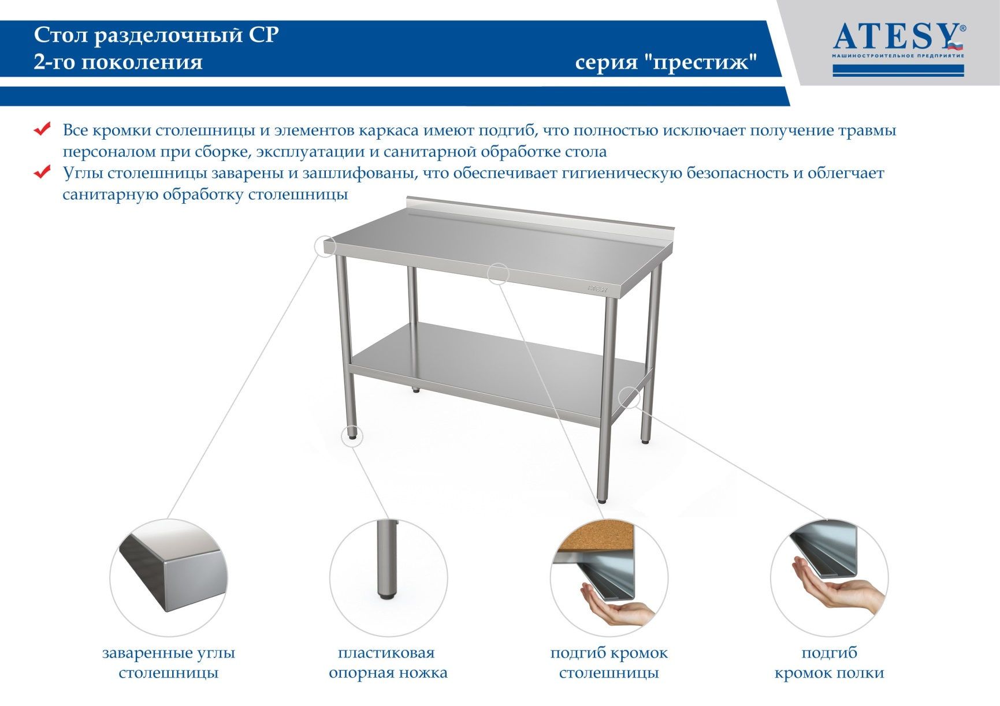 Стол разделочный СР
2-го поколения
серия "престиж"
ATESY®
МАШИНОСТРОИТЕЛЬНОЕ ПРЕДПРИЯТИЕ
Все кромки столешницы и элементов каркаса имеют подгиб, что полностью исключает получение травмы
персоналом при сборке, эксплуатации и санитарной обработке стола
Углы столешницы заварены и зашлифованы, что обеспечивает гигиеническую безопасность и облегчает
санитарную обработку столешницы
ATESY
заваренные углы
столешницы
пластиковая
опорная ножка
подгиб кромок
столешницы
подгиб
кромок полки